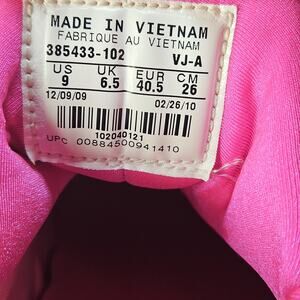 MADE IN VIETNAM
FABRIQUE AU VIETNAM
385433-102 VJ-A
US UK EUR CM
9 6.5 40.5 26
12/09/09 02/26/10
102040121
UPC 00884500941410